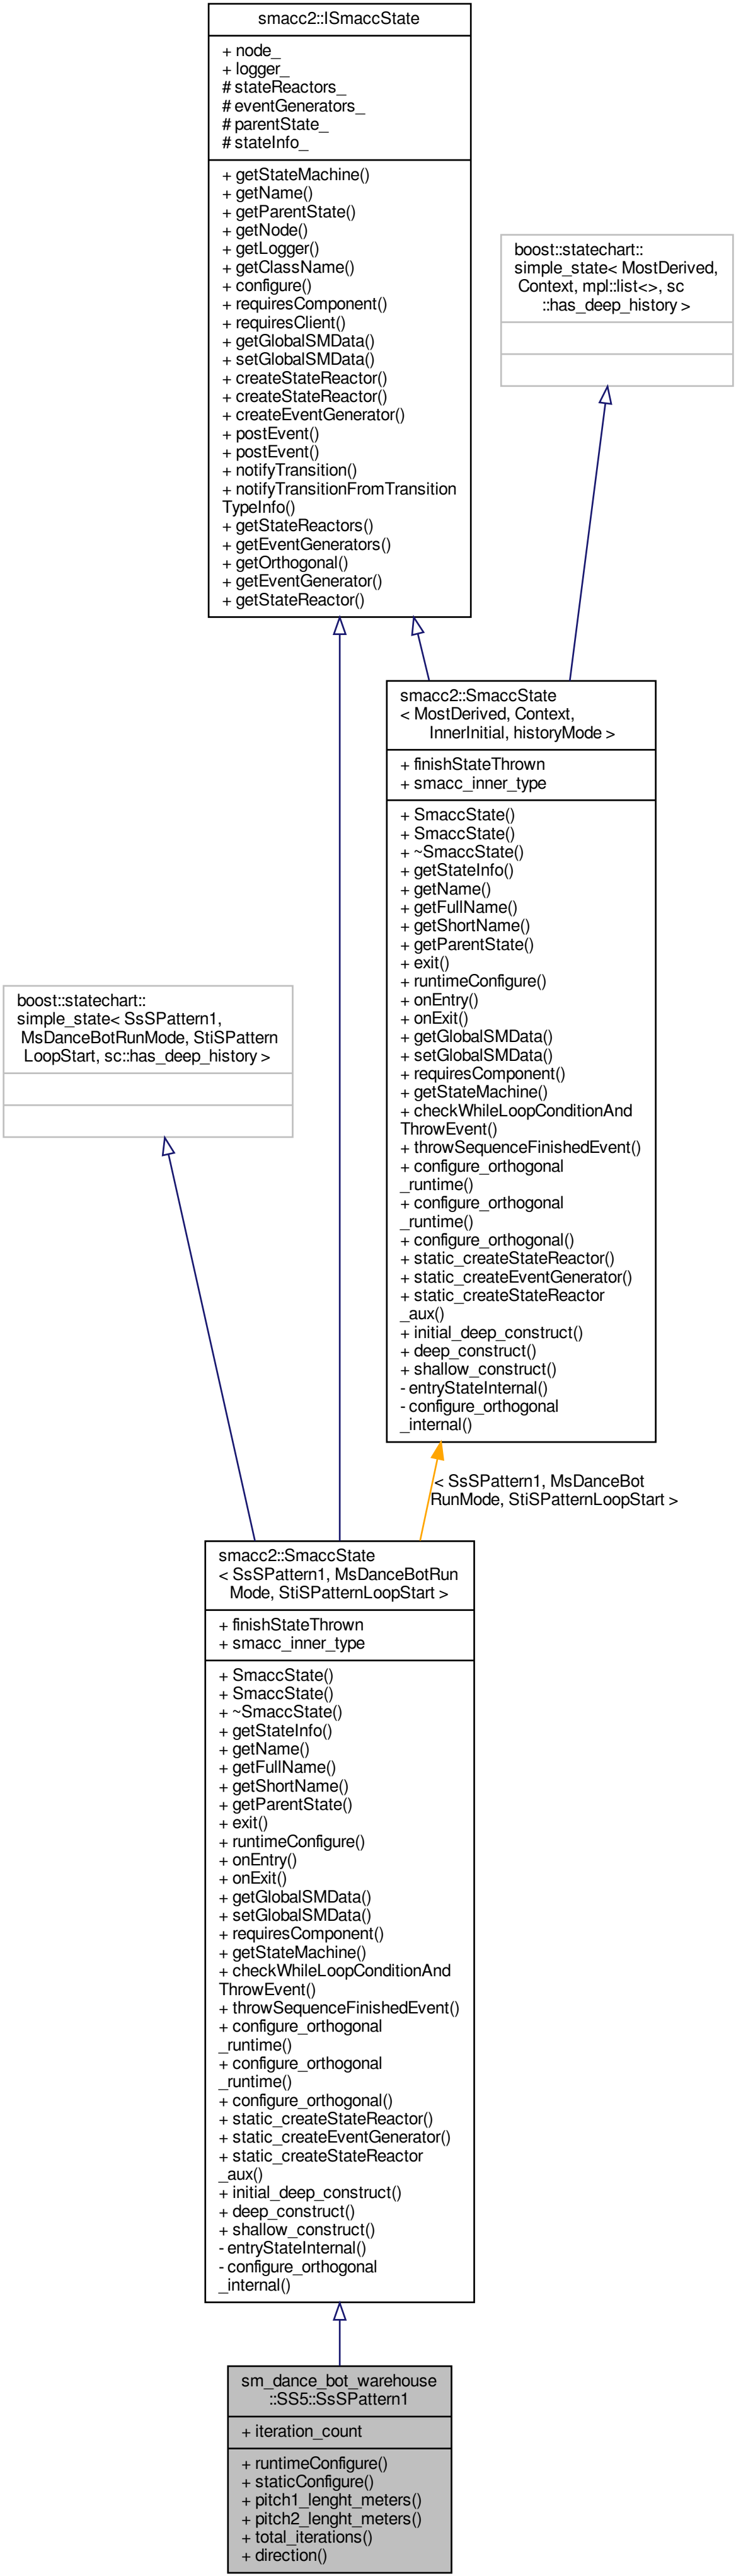 smacc2::ISmaccState
+ node_
+ logger_
# stateReactors_
# eventGenerators_
# parentState_
# stateInfo_
+ getStateMachine()
+ getName()
+ getParentState()
+ getNode()
+ getLogger()
+ getClassName()
+ configure()
+ requiresComponent()
+ requiresClient()
+ getGlobalSMData()
+ setGlobalSMData()
+ createStateReactor()
+ createStateReactor()
+ createEventGenerator()
+ postEvent()
+ postEvent()
+ notifyTransition()
+ notifyTransitionFromTransition
TypeInfo()
+ getStateReactors()
+ getEventGenerators()
+ getOrthogonal()
+ getEventGenerator()
+ getStateReactor()
boost::statechart::
simple_state< MostDerived,
Context, mpl::list<>, sc
::has_deep_history >
smacc2::SmaccState
< MostDerived, Context,
InnerInitial, historyMode >
+ finishStateThrown
+ smacc_inner_type
+ SmaccState()
+ SmaccState()
+ ~SmaccState()
+ getStateInfo()
+ getName()
+ getFullName()
+ getShortName()
+ getParentState()
+ exit()
+ runtimeConfigure()
+ onEntry()
+ onExit()
+ getGlobalSMData()
+ setGlobalSMData()
+ requiresComponent()
+ getStateMachine()
+ checkWhileLoopConditionAnd
ThrowEvent()
+ throwSequenceFinishedEvent()
+ configure_orthogonal
_runtime()
+ configure_orthogonal
_runtime()
+ configure_orthogonal()
+ static_createStateReactor()
+ static_createEventGenerator()
+ static_createStateReactor
_aux()
+ initial_deep_construct()
+ deep_construct()
+ shallow_construct()
- entryStateInternal()
- configure_orthogonal
_internal()
boost::statechart::
simple_state< SsSPattern1,
MsDanceBotRunMode, StiSPattern
LoopStart, sc::has_deep_history >
< SsSPattern1, MsDanceBot
RunMode, StiSPatternLoopStart >
smacc2::SmaccState
< SsSPattern1, MsDanceBotRun
Mode, StiSPatternLoopStart >
+ finishStateThrown
+ smacc_inner_type
+ SmaccState()
+ SmaccState()
+ ~SmaccState()
+ getStateInfo()
+ getName()
+ getFullName()
+ getShortName()
+ getParentState()
+ exit()
+ runtimeConfigure()
+ onEntry()
+ onExit()
+ getGlobalSMData()
+ setGlobalSMData()
+ requiresComponent()
+ getStateMachine()
+ checkWhileLoopConditionAnd
ThrowEvent()
+ throwSequenceFinishedEvent()
+ configure_orthogonal
_runtime()
+ configure_orthogonal
_runtime()
+ configure_orthogonal()
+ static_createStateReactor()
+ static_createEventGenerator()
+ static_createStateReactor
_aux()
+ initial_deep_construct()
+ deep_construct()
+ shallow_construct()
- entryStateInternal()
- configure_orthogonal
_internal()
sm_dance_bot_warehouse
::SS5::SsSPattern1
+ iteration_count
+ runtimeConfigure()
+ staticConfigure()
+ pitch1_lenght_meters()
+ pitch2_lenght_meters()
+ total_iterations()
+ direction()